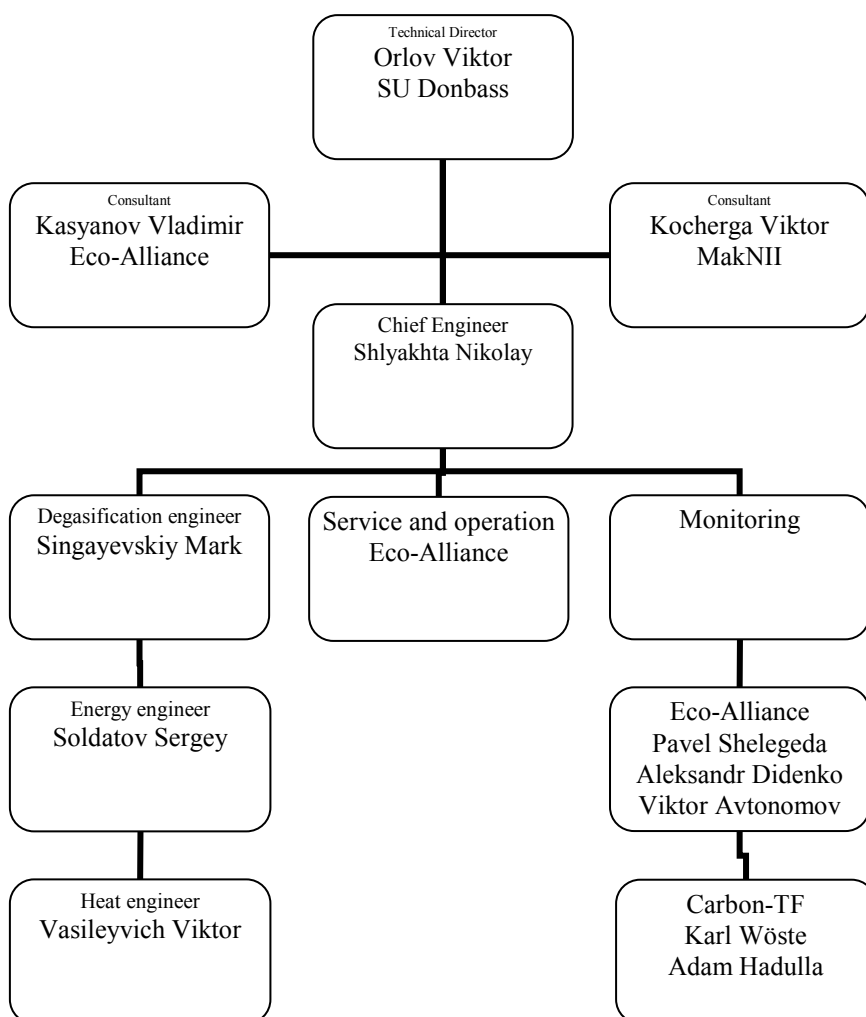 Technical Director
Orlov Viktor
SU Donbass
Consultant
Kasyanov Vladimir
Eco-Alliance
Consultant
Kocherga Viktor
MakNII
Chief Engineer
Shlyakhta Nikolay
Degasification engineer
Singayevskiy Mark
Service and operation
Eco-Alliance
Monitoring
Energy engineer
Soldatov Sergey
Eco-Alliance
Pavel Shelegeda
Aleksandr Didenko
Viktor Avtonomov
Heat engineer
Vasileyvich Viktor
Carbon-TF
Karl Wöste
Adam Hadulla